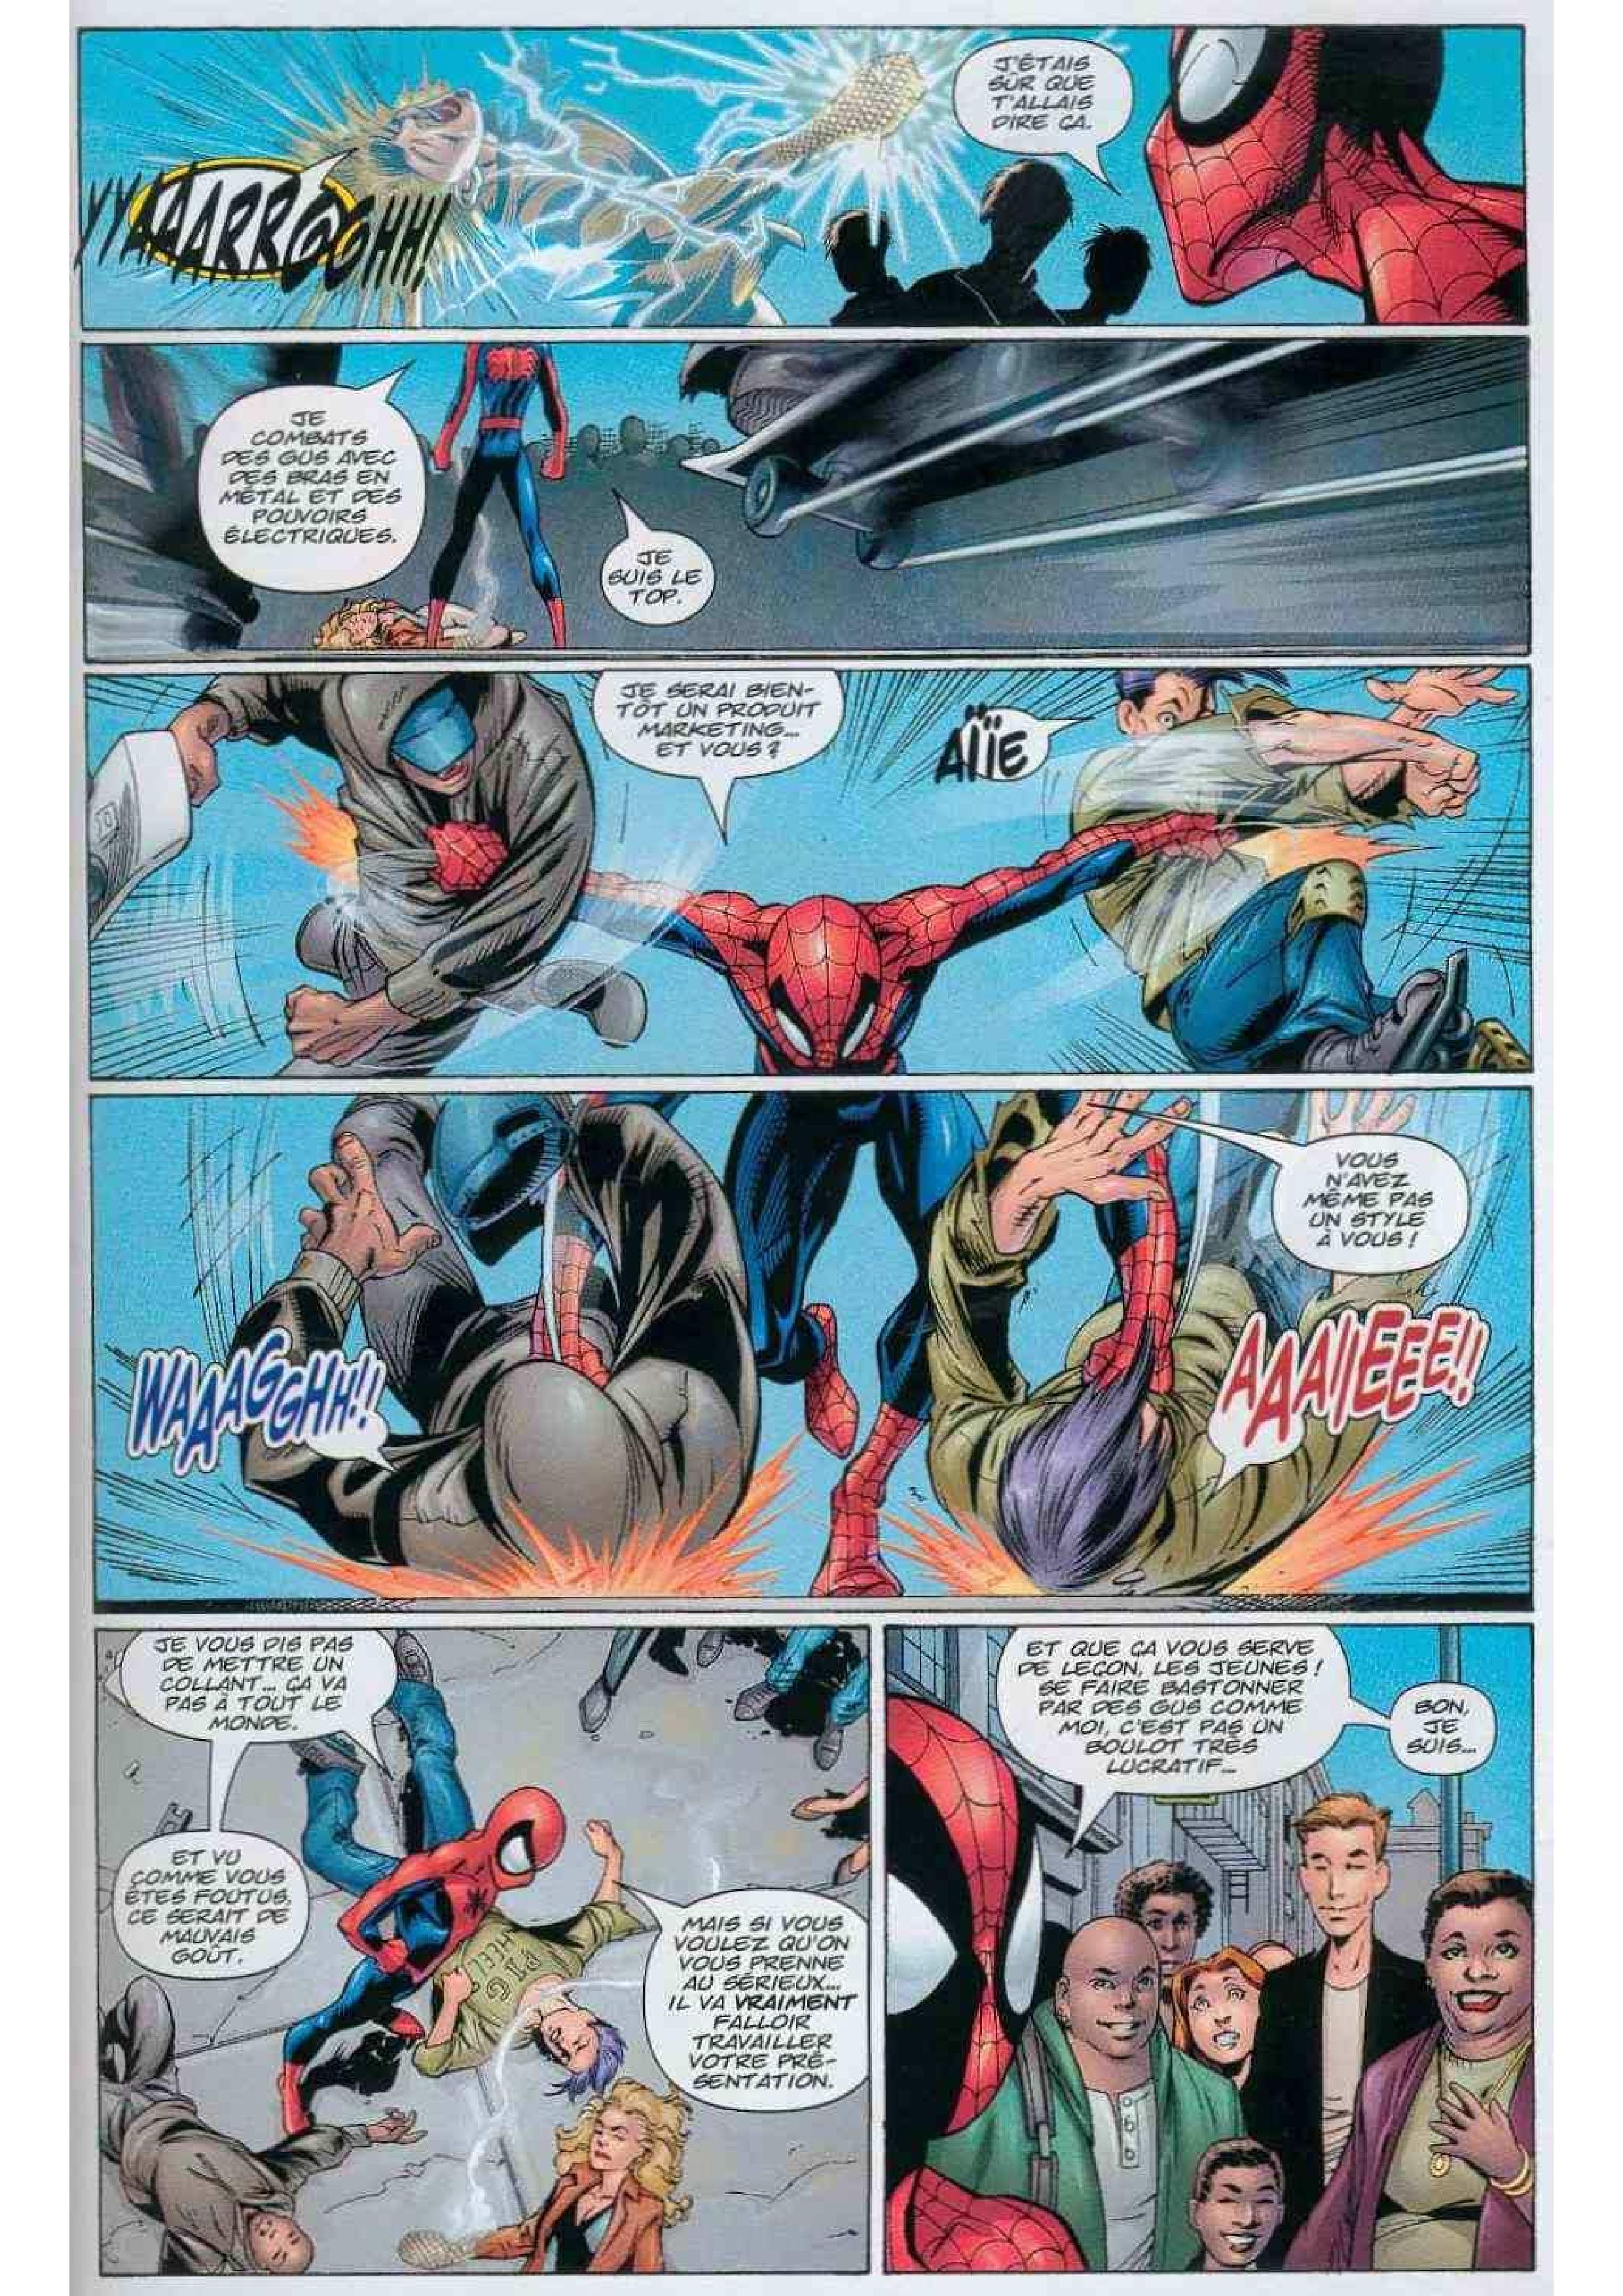 J'ÉTAIS
SÛR QUE
T'ALLAIS
DIRE ÇA.
YYAAAARRGGHH!
JE
COMBATS
DES GUS AVEC
DES BRAS EN
MÉTAL ET DES
POUVOIRS
ÉLECTRIQUES.
JE
SUIS LE
TOP.
JE SERAI BIEN-
TÔT UN PRODUIT
MARKETING...
ET VOUS ?
AÏÏE
VOUS
N'AVEZ
MÊME PAS
UN STYLE
À VOUS !
WAAAGGHH!!
AAAIJEEE!!
JE VOUS DIS PAS
DE METTRE UN
COLLANT... ÇA VA
PAS À TOUT LE
MONDE.
ET VU
COMME VOUS
ÊTES FOUTUS,
CE SERAIT DE
MAUVAIS
GOÛT.
MAIS SI VOUS
VOULEZ QU'ON
VOUS PRENNE
AU SÉRIEUX...
IL VA VRAIMENT
FALLOIR
TRAVAILLER
VOTRE PRÉ-
SENTATION.
ET QUE ÇA VOUS SERVE
DE LEÇON, LES JEUNES !
SE FAIRE BASTONNER
PAR DES GUS COMME
MOI, C'EST PAS UN
BOULOT TRÈS
LUCRATIF...
BON,
JE
SUIS...